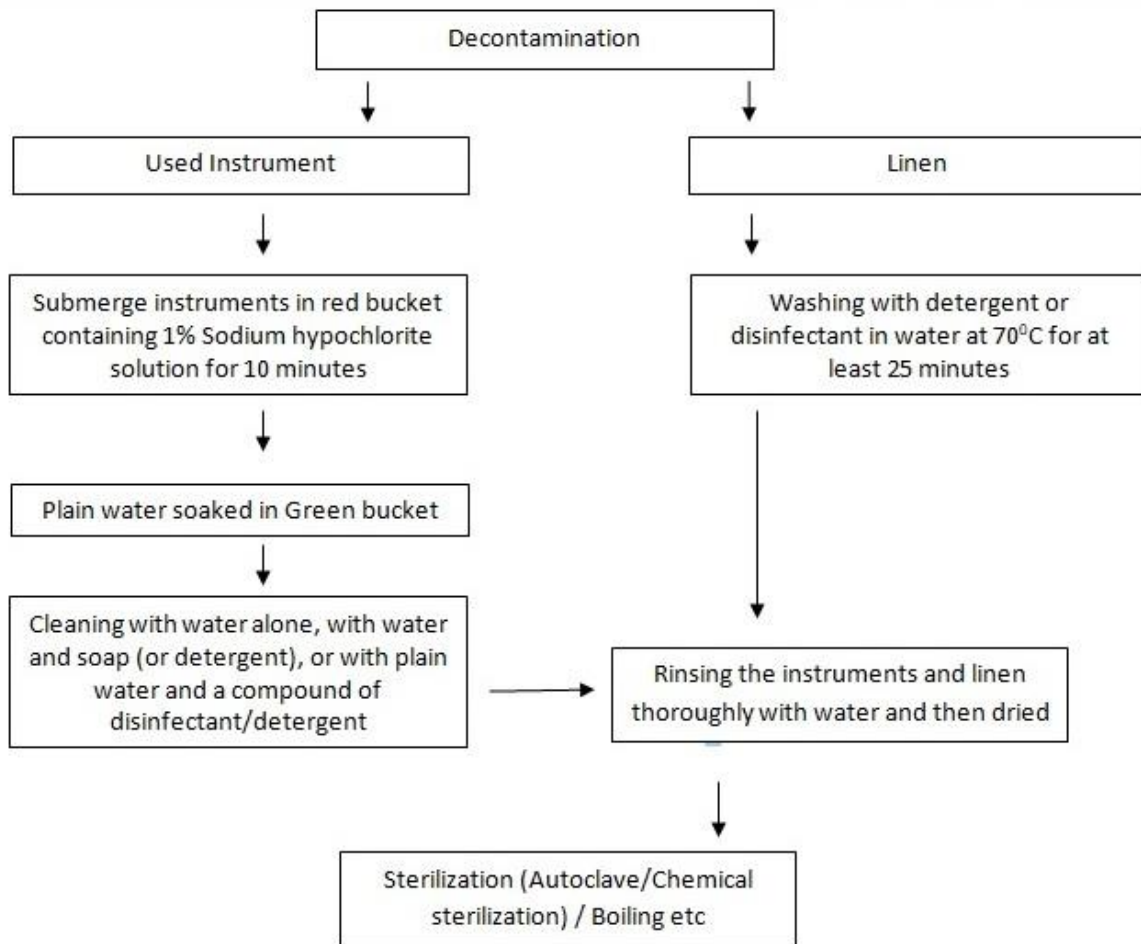 Decontamination
Used Instrument
Linen
Submerge instruments in red bucket
containing 1% Sodium hypochlorite
solution for 10 minutes
Washing with detergent or
disinfectant in water at 70⁰C for at
least 25 minutes
Plain water soaked in Green bucket
Cleaning with water alone, with water
and soap (or detergent), or with plain
water and a compound of
disinfectant/detergent
Rinsing the instruments and linen
thoroughly with water and then dried
Sterilization (Autoclave/Chemical
sterilization) / Boiling etc